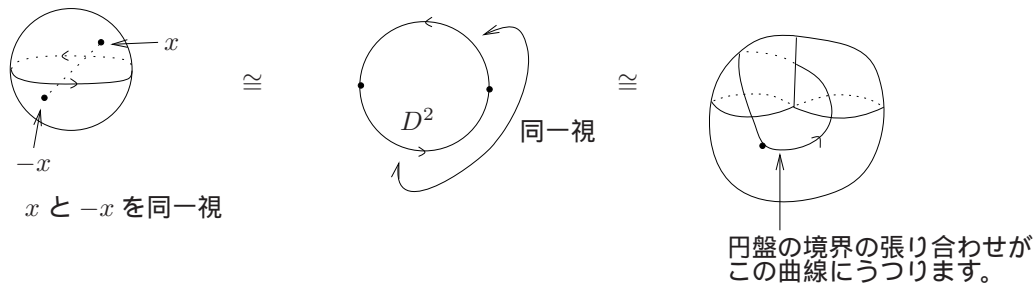 x
≅
D²
≅
同一視
−x
x と −x を同一視
円盤の境界の張り合わせが
この曲線にうつります。